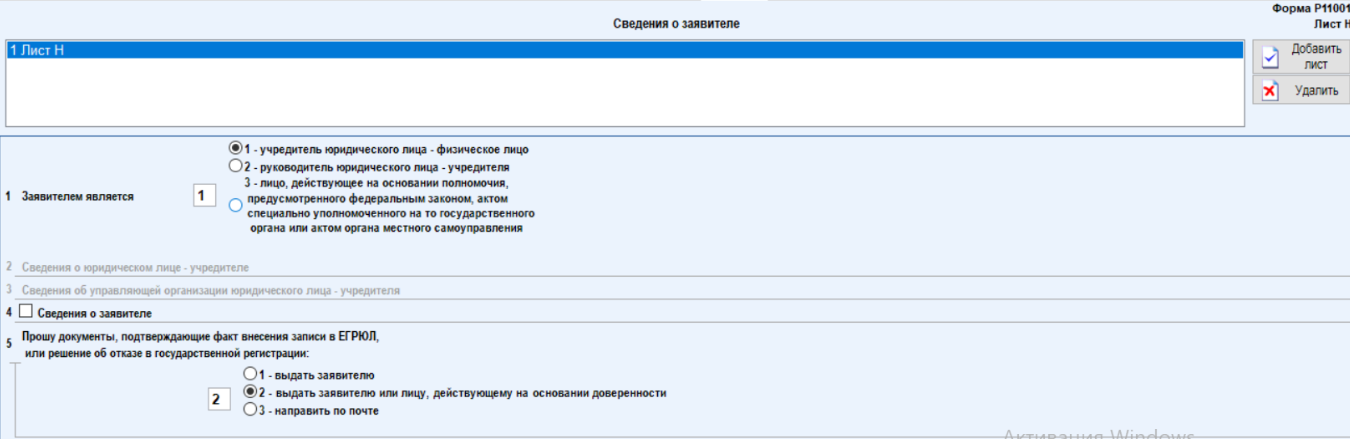 Форма Р11001
Сведения о заявителе
Лист Н
1 Лист Н
Добавить
лист
Удалить
1 - учредитель юридического лица - физическое лицо
2 - руководитель юридического лица - учредителя
3 - лицо, действующее на основании полномочия,
1 Заявителем является 1
предусмотренного федеральным законом, актом
специально уполномоченного на то государственного
органа или актом органа местного самоуправления
2 Сведения о юридическом лице - учредителе
3 Сведения об управляющей организации юридического лица - учредителя
4 Сведения о заявителе
5 Прошу документы, подтверждающие факт внесения записи в ЕГРЮЛ,
или решение об отказе в государственной регистрации:
1 - выдать заявителю
2 2 - выдать заявителю или лицу, действующему на основании доверенности
3 - направить по почте
Активация Windows